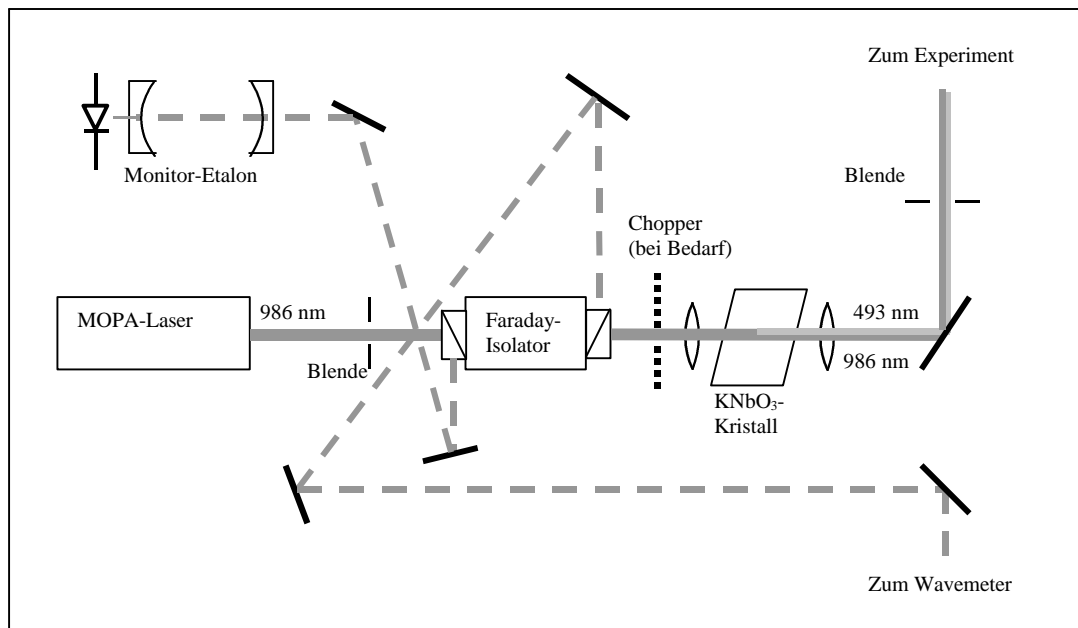 Zum Experiment
Monitor-Etalon
Blende
Chopper
(bei Bedarf)
MOPA-Laser
986 nm
Faraday-
Isolator
493 nm
Blende
986 nm
KNbO₃-
Kristall
Zum Wavemeter